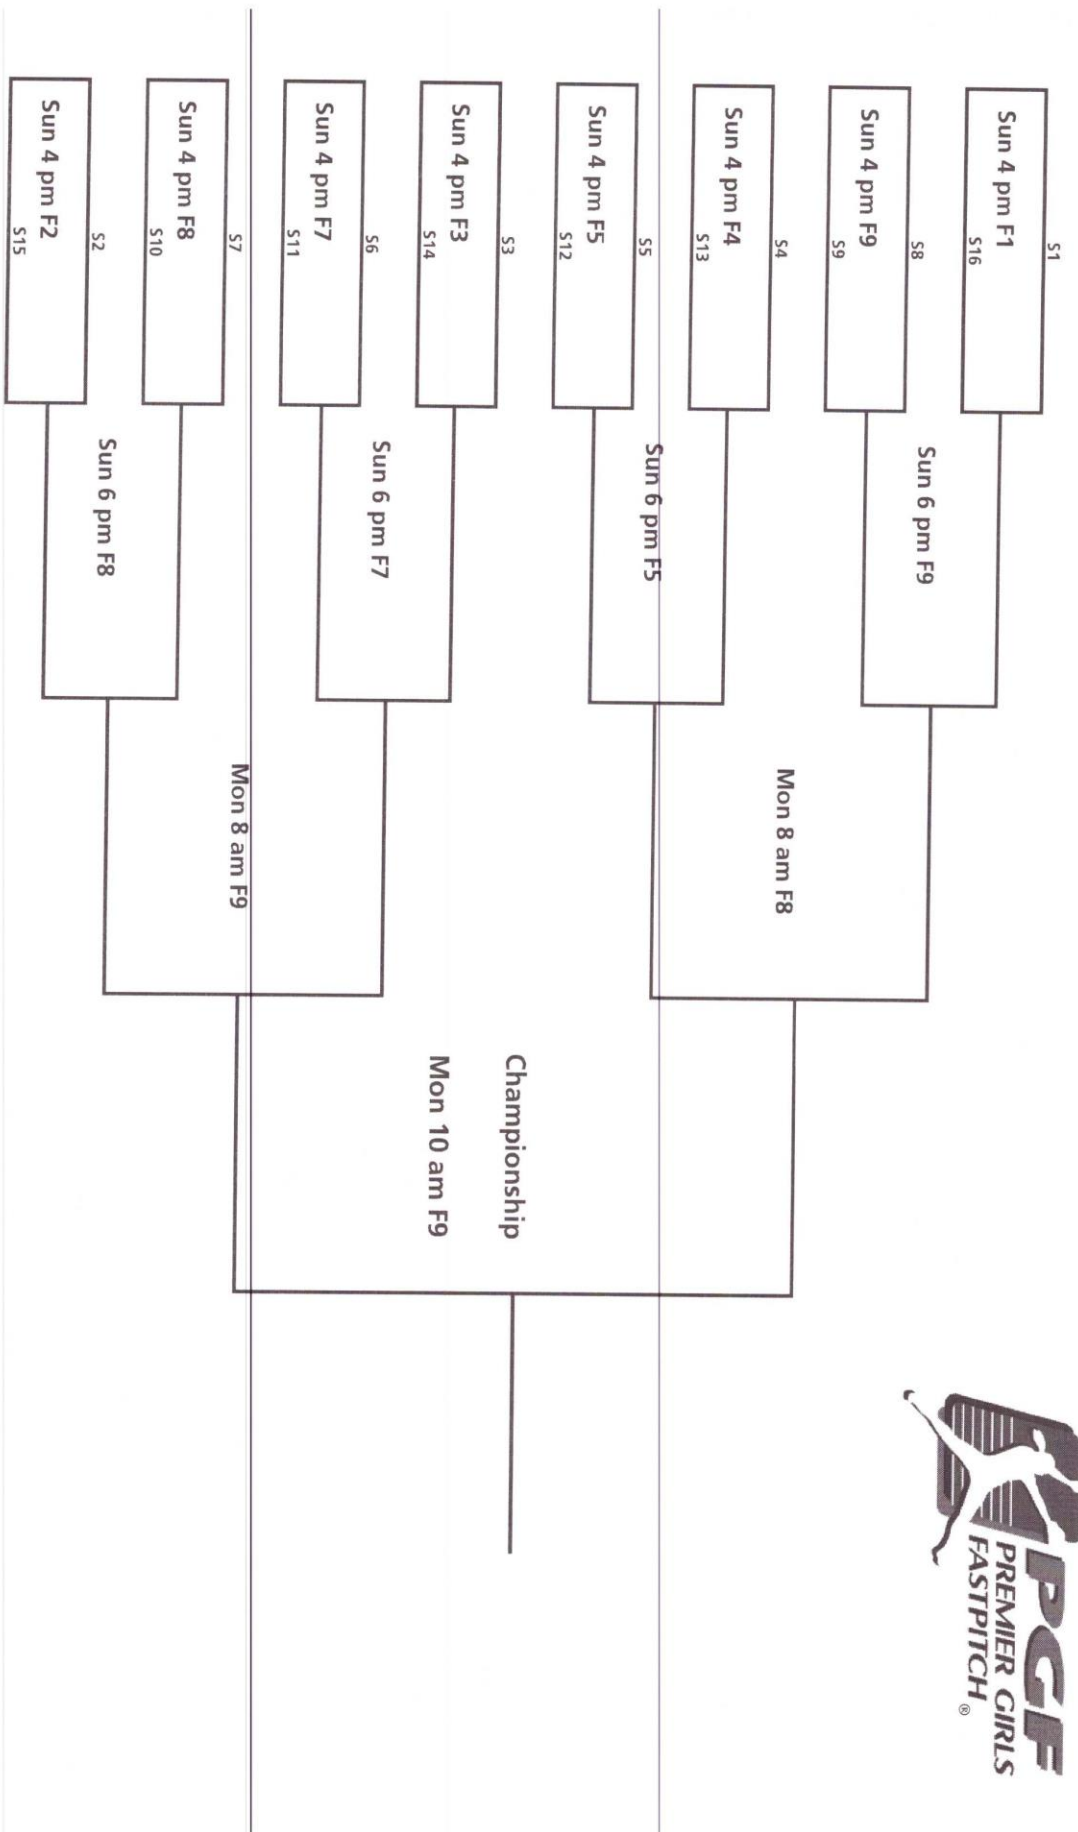 PGF
PREMIER GIRLS
FASTPITCH ®
S1
Sun 4 pm F1
S16
Sun 6 pm F9
S8
Sun 4 pm F9
S9
Mon 8 am F8
S4
Sun 4 pm F4
S13
Sun 6 pm F5
S5
Sun 4 pm F5
S12
Championship
Mon 10 am F9
S3
Sun 4 pm F3
S14
Sun 6 pm F7
S6
Sun 4 pm F7
S11
Mon 8 am F9
S7
Sun 4 pm F8
S10
Sun 6 pm F8
S2
Sun 4 pm F2
S15